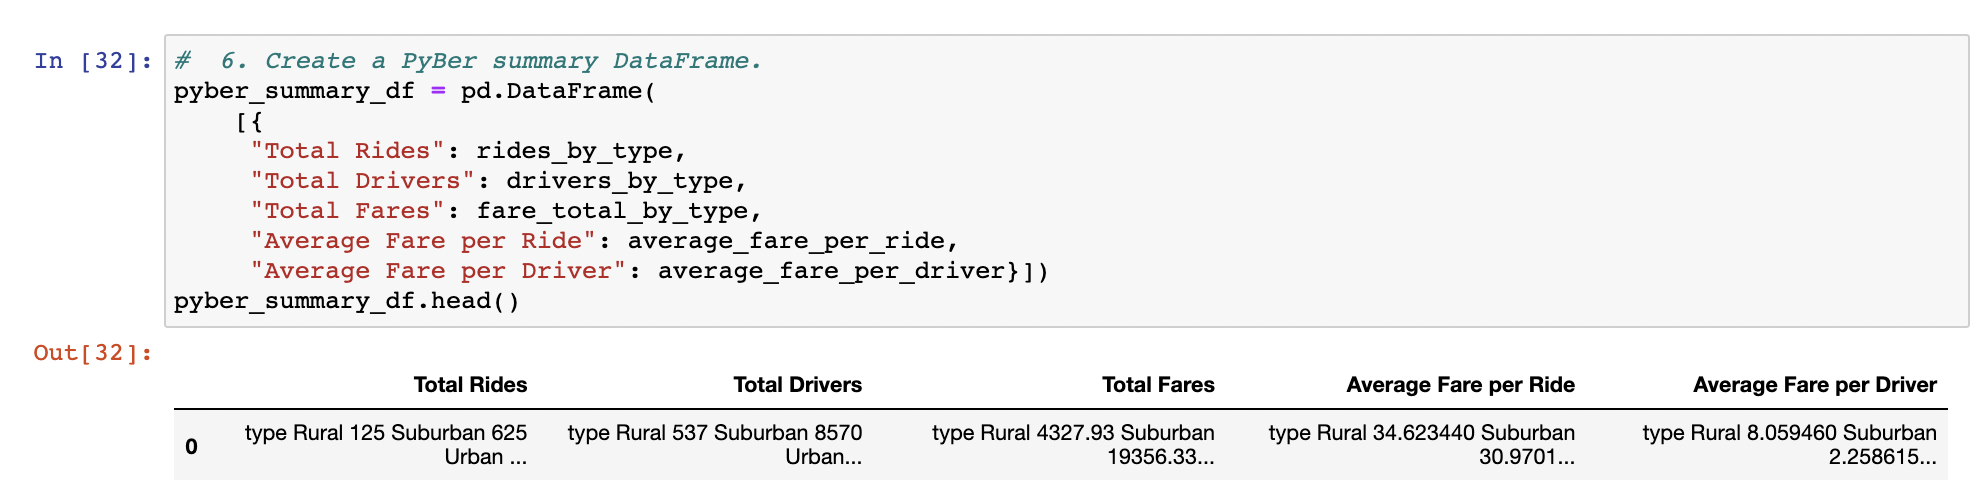 In [32]: #  6. Create a PyBer summary DataFrame.
pyber_summary_df = pd.DataFrame(
    [{
     "Total Rides": rides_by_type,
     "Total Drivers": drivers_by_type,
     "Total Fares": fare_total_by_type,
     "Average Fare per Ride": average_fare_per_ride,
     "Average Fare per Driver": average_fare_per_driver}])
pyber_summary_df.head()
Out[32]:
Total Rides Total Drivers Total Fares Average Fare per Ride Average Fare per Driver
0 type Rural 125 Suburban 625 type Rural 537 Suburban 8570 type Rural 4327.93 Suburban type Rural 34.623440 Suburban type Rural 8.059460 Suburban
Urban ... Urban... 19356.33... 30.9701... 2.258615...